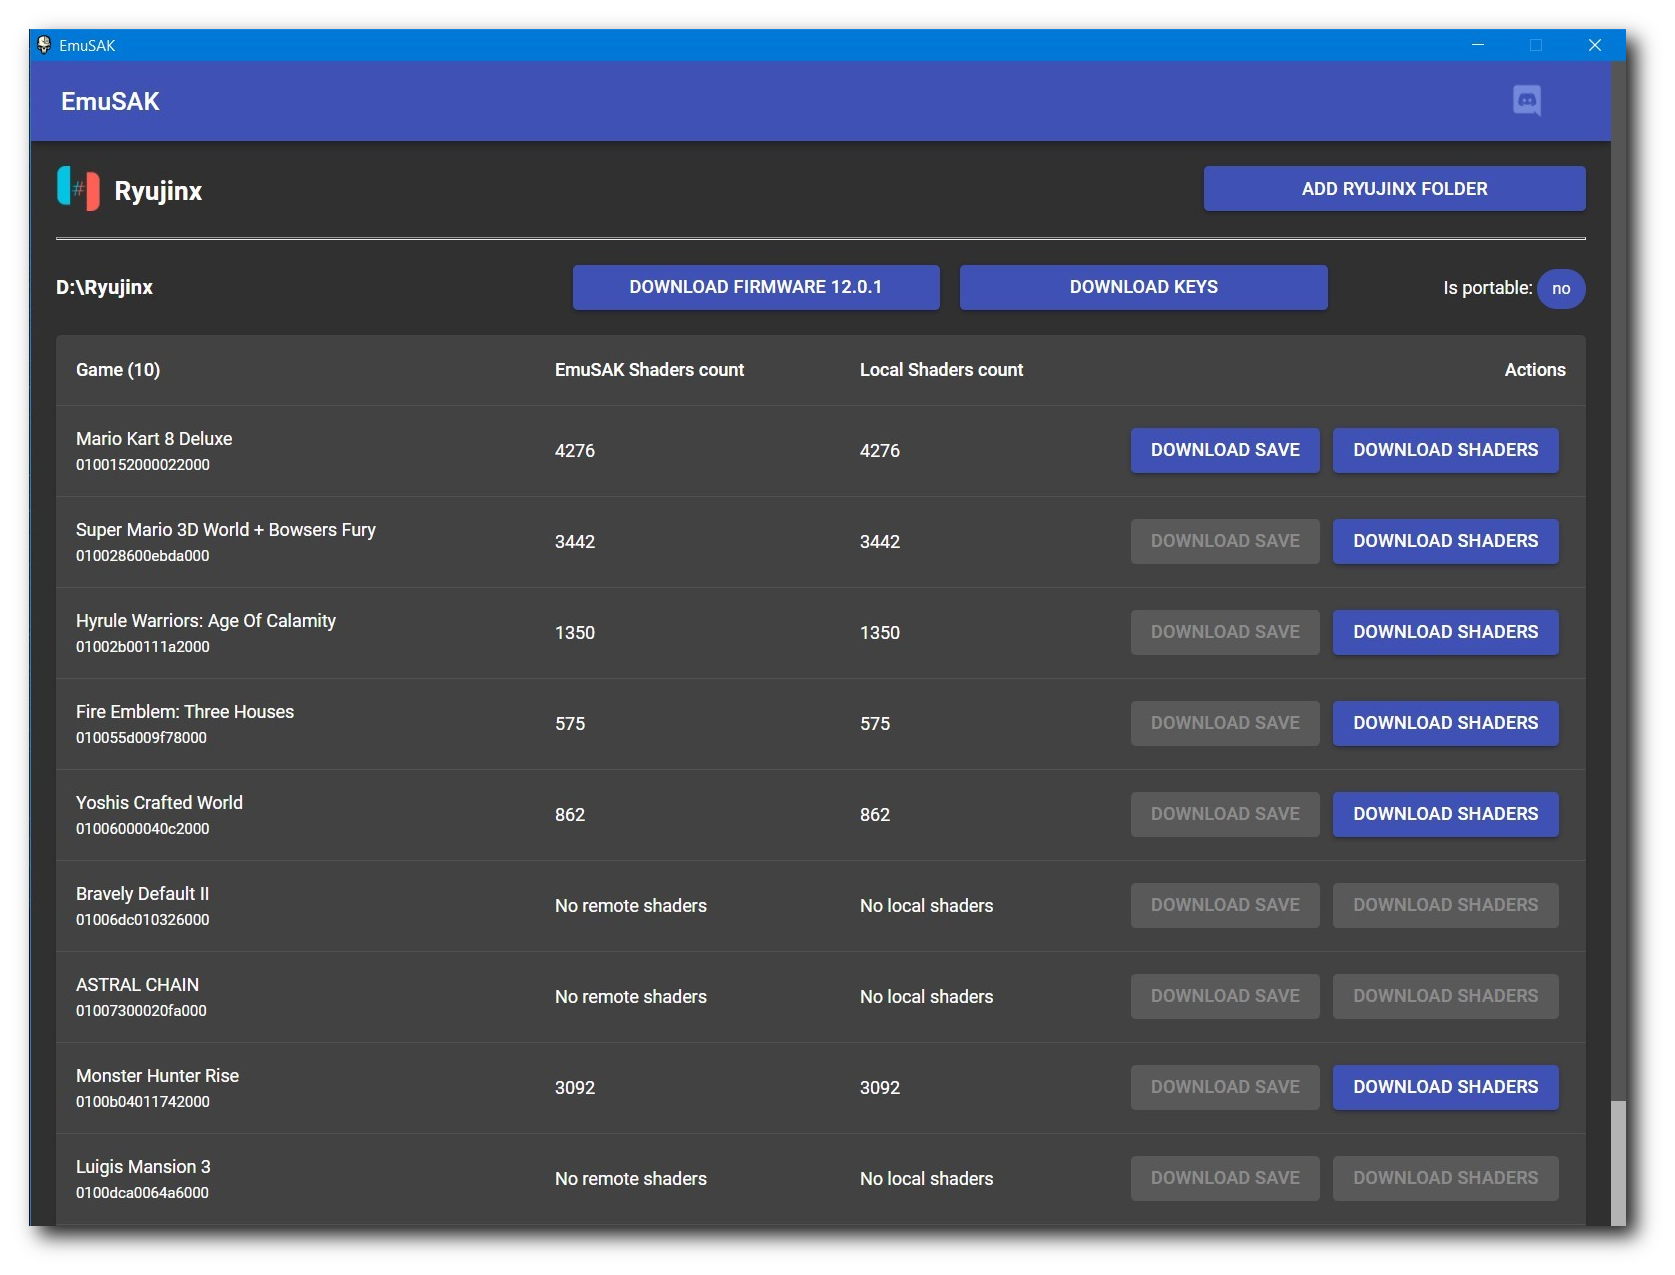 EmuSAK
EmuSAK
# Ryujinx
ADD RYUJINX FOLDER
D:\Ryujinx
DOWNLOAD FIRMWARE 12.0.1
DOWNLOAD KEYS
Is portable: no
Game (10) EmuSAK Shaders count Local Shaders count Actions
Mario Kart 8 Deluxe
0100152000022000
4276 4276 DOWNLOAD SAVE DOWNLOAD SHADERS
Super Mario 3D World + Bowsers Fury
010028600ebda000
3442 3442 DOWNLOAD SAVE DOWNLOAD SHADERS
Hyrule Warriors: Age Of Calamity
01002b00111a2000
1350 1350 DOWNLOAD SAVE DOWNLOAD SHADERS
Fire Emblem: Three Houses
010055d009f78000
575 575 DOWNLOAD SAVE DOWNLOAD SHADERS
Yoshis Crafted World
01006000040c2000
862 862 DOWNLOAD SAVE DOWNLOAD SHADERS
Bravely Default II
01006dc010326000
No remote shaders No local shaders DOWNLOAD SAVE DOWNLOAD SHADERS
ASTRAL CHAIN
01007300020fa000
No remote shaders No local shaders DOWNLOAD SAVE DOWNLOAD SHADERS
Monster Hunter Rise
0100b04011742000
3092 3092 DOWNLOAD SAVE DOWNLOAD SHADERS
Luigis Mansion 3
0100dca0064a6000
No remote shaders No local shaders DOWNLOAD SAVE DOWNLOAD SHADERS